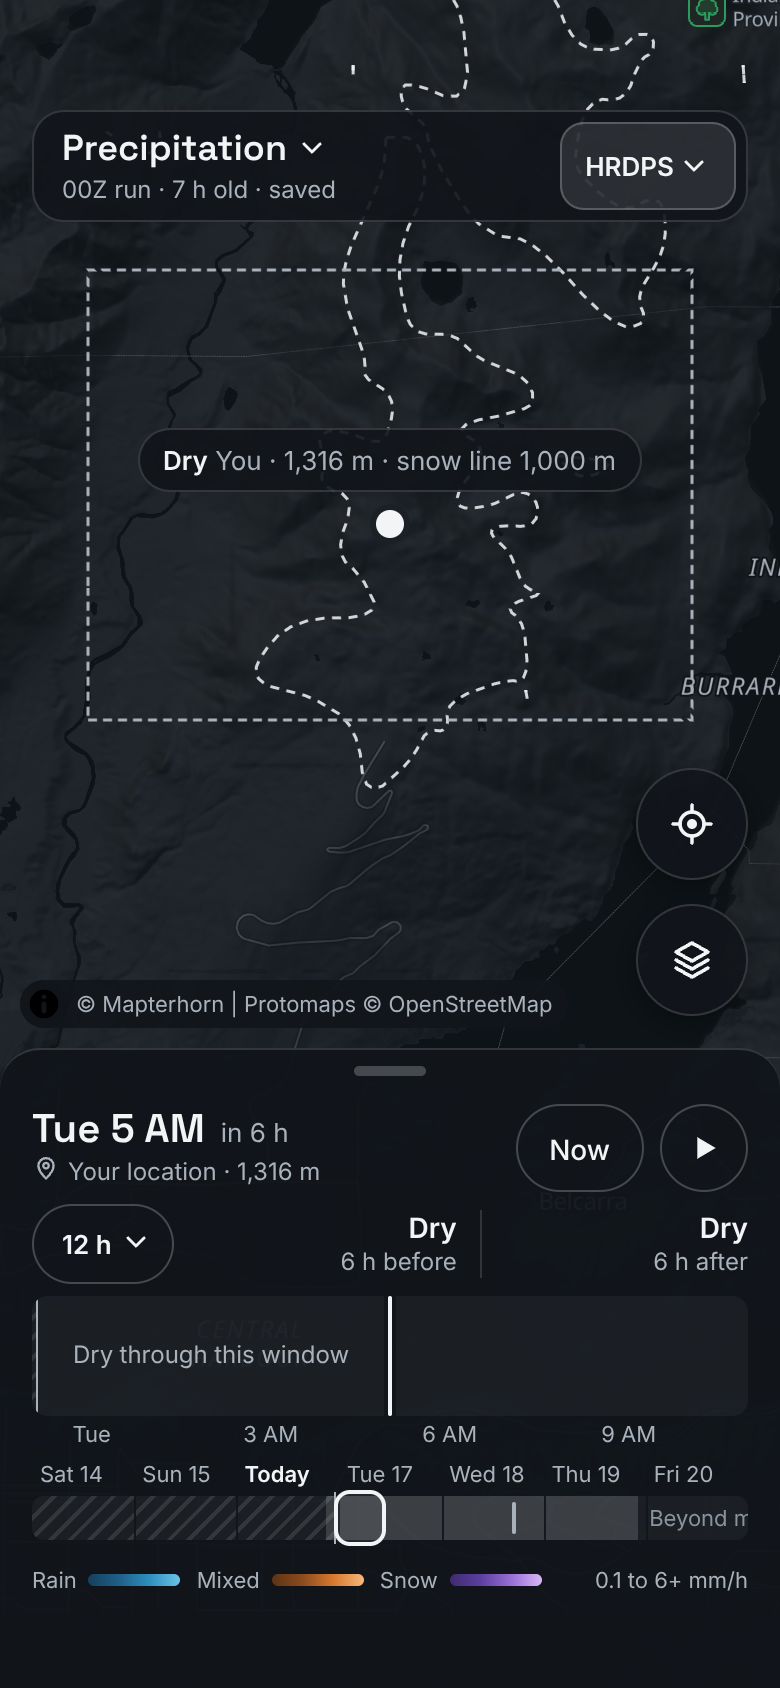 Provi
Precipitation
HRDPS
00Z run · 7 h old · saved
Dry You · 1,316 m · snow line 1,000 m
BURRAR
© Mapterhorn | Protomaps © OpenStreetMap
Tue 5 AM in 6 h
Now
Your location · 1,316 m
Belcarra
12 h
Dry
6 h before
Dry
6 h after
CENTRAL
Dry through this window
Tue 3 AM 6 AM 9 AM
Sat 14 Sun 15 Today Tue 17 Wed 18 Thu 19 Fri 20
Beyond m
Rain Mixed Snow 0.1 to 6+ mm/h